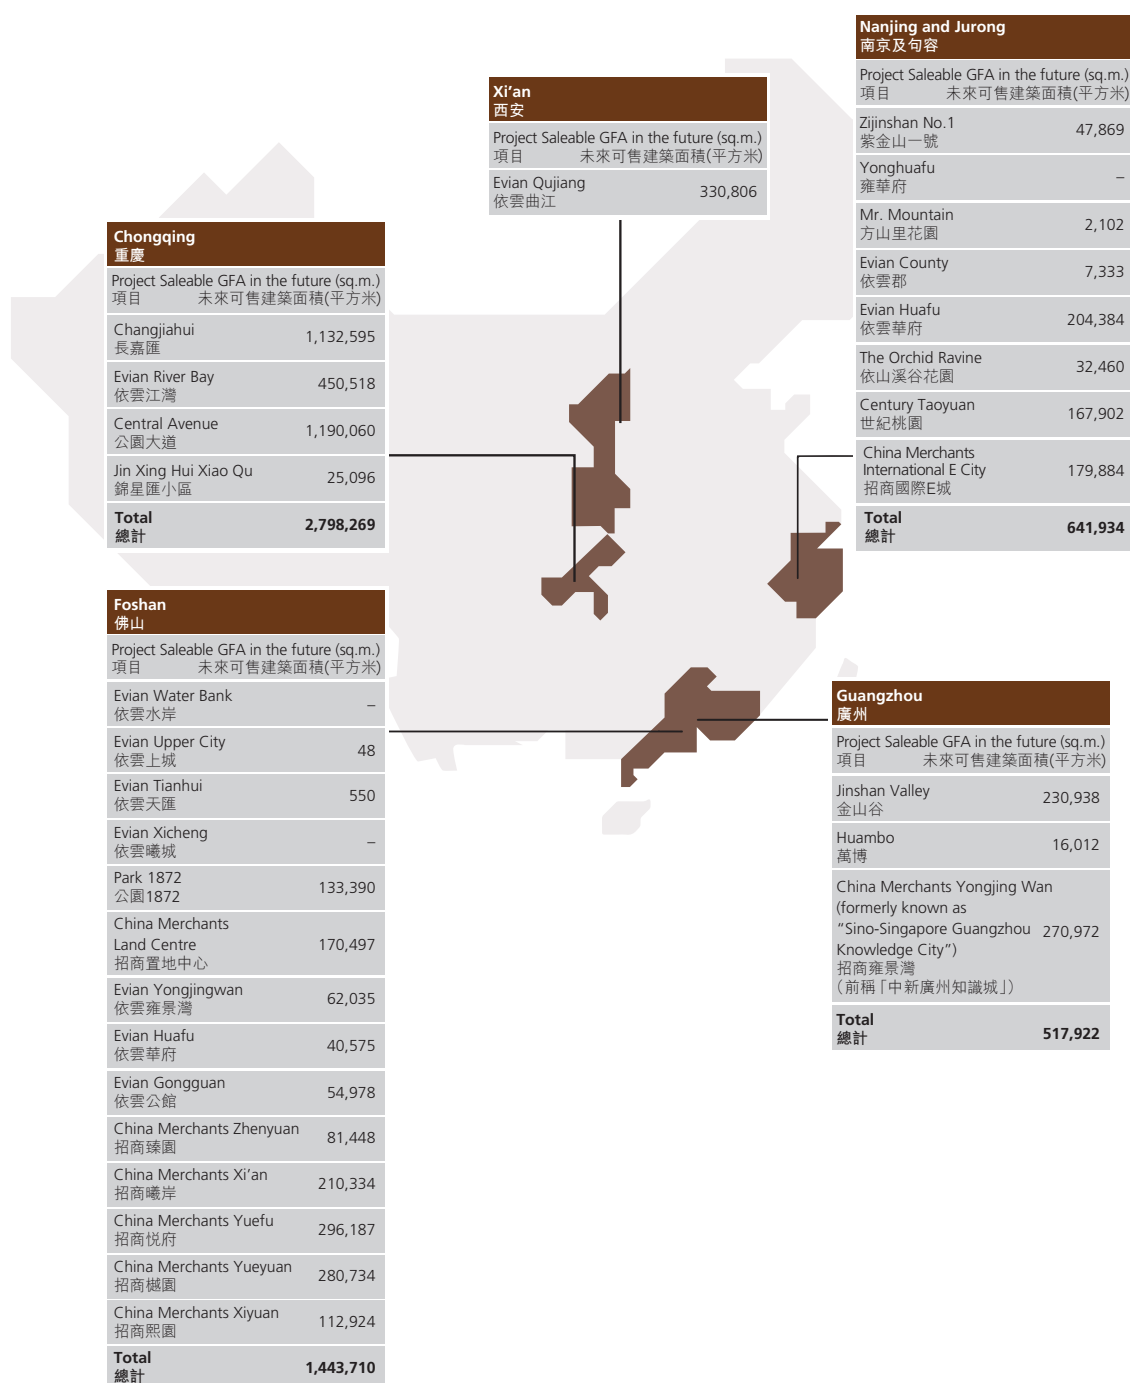 Nanjing and Jurong
南京及句容
Project Saleable GFA in the future (sq.m.)
項目 未來可售建築面積(平方米)
Zijinshan No.1
紫金山一號
47,869
Yonghuafu
雍華府
–
Mr. Mountain
方山里花園
2,102
Evian County
依雲郡
7,333
Evian Huafu
依雲華府
204,384
The Orchid Ravine
依山溪谷花園
32,460
Century Taoyuan
世紀桃園
167,902
China Merchants
International E City
招商國際E城
179,884
Total
總計
641,934
Xi’an
西安
Project Saleable GFA in the future (sq.m.)
項目 未來可售建築面積(平方米)
Evian Qujiang
依雲曲江
330,806
Chongqing
重慶
Project Saleable GFA in the future (sq.m.)
項目 未來可售建築面積(平方米)
Changjiahui
長嘉匯
1,132,595
Evian River Bay
依雲江灣
450,518
Central Avenue
公園大道
1,190,060
Jin Xing Hui Xiao Qu
錦星匯小區
25,096
Total
總計
2,798,269
Foshan
佛山
Project Saleable GFA in the future (sq.m.)
項目 未來可售建築面積(平方米)
Evian Water Bank
依雲水岸
–
Evian Upper City
依雲上城
48
Evian Tianhui
依雲天匯
550
Evian Xicheng
依雲曦城
–
Park 1872
公園1872
133,390
China Merchants
Land Centre
招商置地中心
170,497
Evian Yongjingwan
依雲雍景灣
62,035
Evian Huafu
依雲華府
40,575
Evian Gongguan
依雲公館
54,978
China Merchants Zhenyuan
招商臻園
81,448
China Merchants Xi’an
招商曦岸
210,334
China Merchants Yuefu
招商悦府
296,187
China Merchants Yueyuan
招商樾園
280,734
China Merchants Xiyuan
招商熙園
112,924
Total
總計
1,443,710
Guangzhou
廣州
Project Saleable GFA in the future (sq.m.)
項目 未來可售建築面積(平方米)
Jinshan Valley
金山谷
230,938
Huambo
萬博
16,012
China Merchants Yongjing Wan
(formerly known as
“Sino-Singapore Guangzhou
Knowledge City”)
招商雍景灣
(前稱「中新廣州知識城」)
270,972
Total
總計
517,922